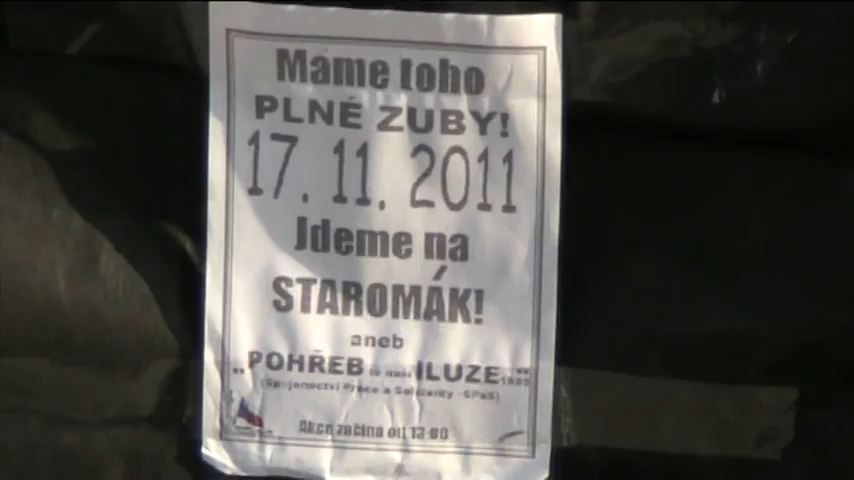 Máme toho
PLNÉ ZUBY!
17. 11. 2011
Jdeme na
STAROMÁK!
aneb
„POHŘEB ILUZE
(Spojenectví Práce a Solidarity -SPaS)
Akce začíná od 13:00